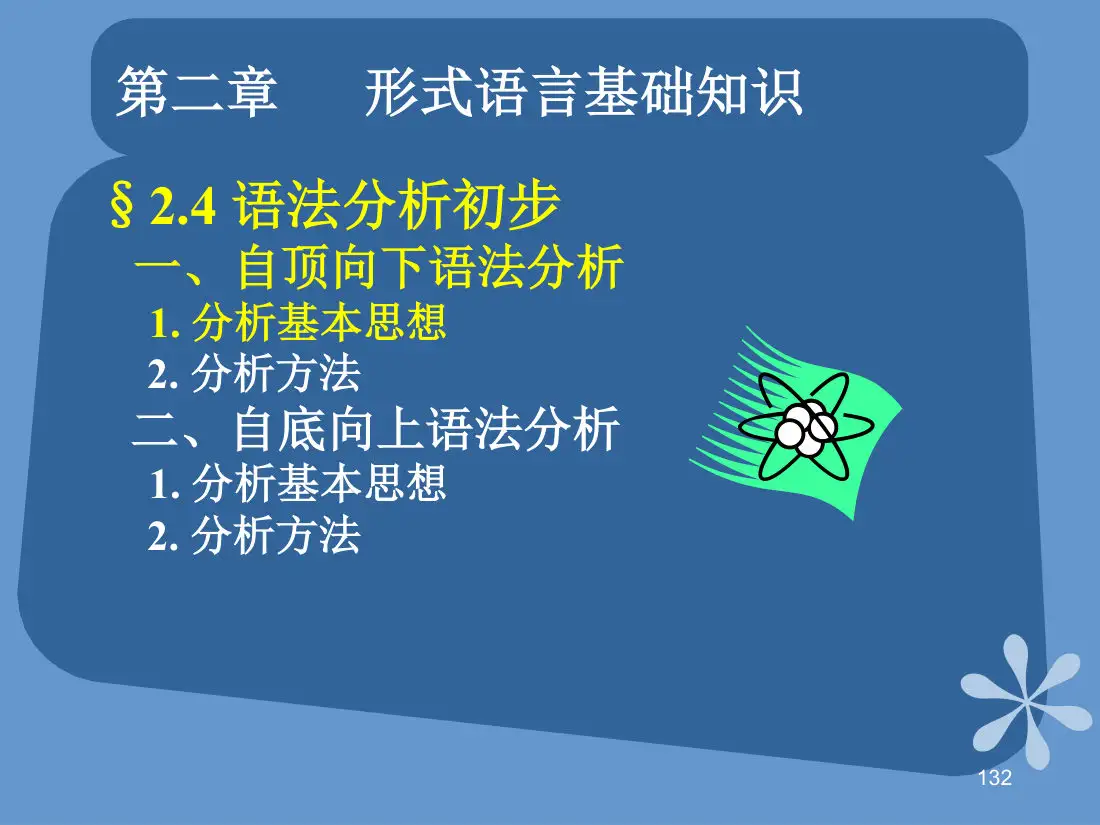 第二章 形式语言基础知识
§2.4 语法分析初步
一、自顶向下语法分析
1. 分析基本思想
2. 分析方法
二、自底向上语法分析
1. 分析基本思想
2. 分析方法
132